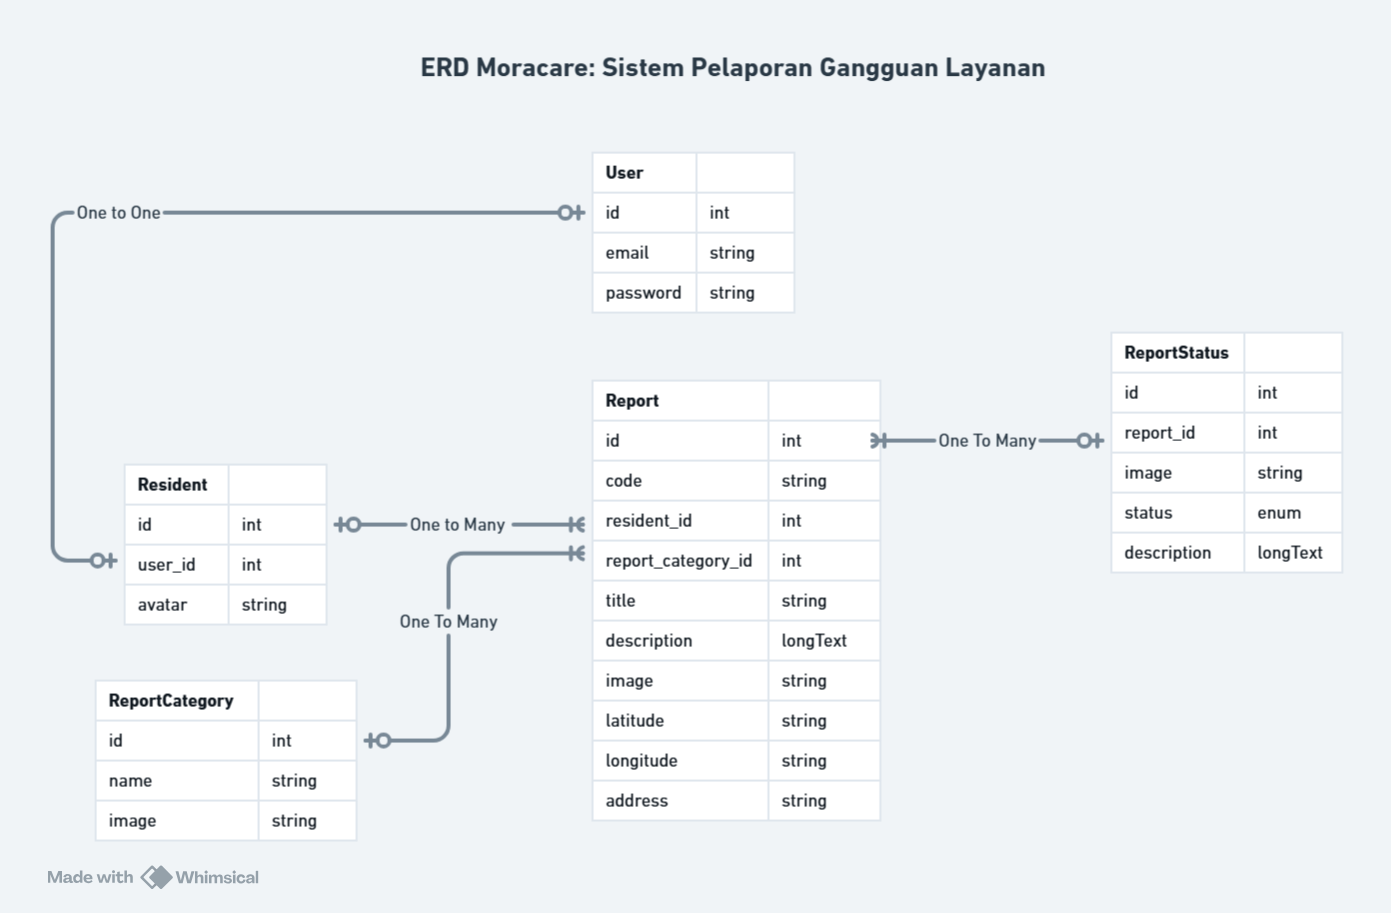 ERD Moracare: Sistem Pelaporan Gangguan Layanan
User
id int
email string
password string
One to One
ReportStatus
id int
report_id int
image string
status enum
description longText
Report
id int
code string
resident_id int
report_category_id int
title string
description longText
image string
latitude string
longitude string
address string
One To Many
Resident
id int
user_id int
avatar string
One to Many
One To Many
ReportCategory
id int
name string
image string
Made with Whimsical